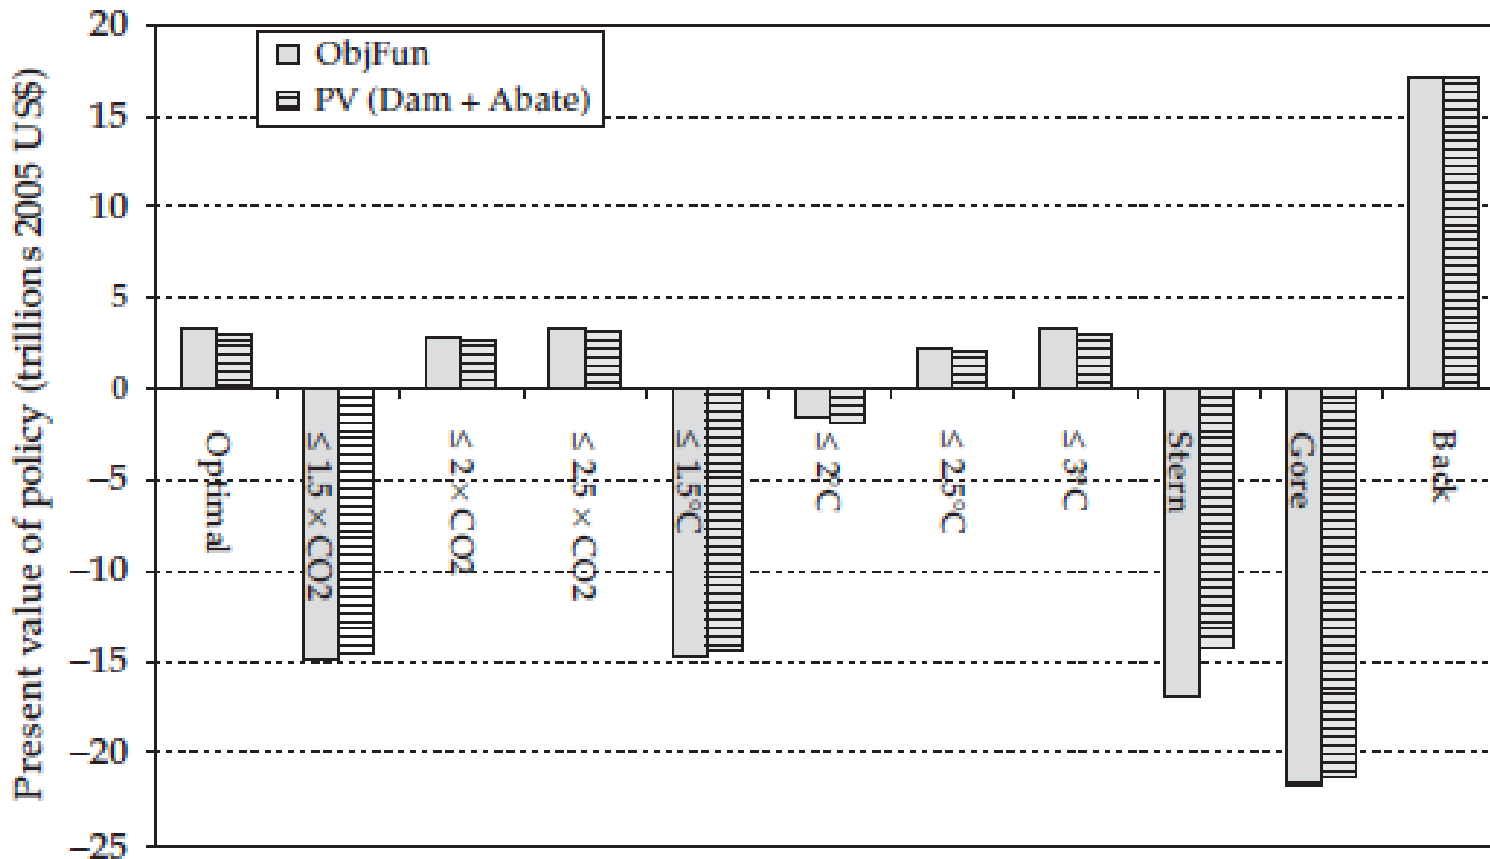 Present value of policy (trillions 2005 US$)
20
15
10
5
0
–5
–10
–15
–20
–25
ObjFun
PV (Dam + Abate)
Optimal
≤ 1.5 × CO2
≤ 2× CO2
≤ 2.5 × CO2
≤ 1.5°C
≤ 2°C
≤ 2.5°C
≤ 3°C
Stern
Gore
Back